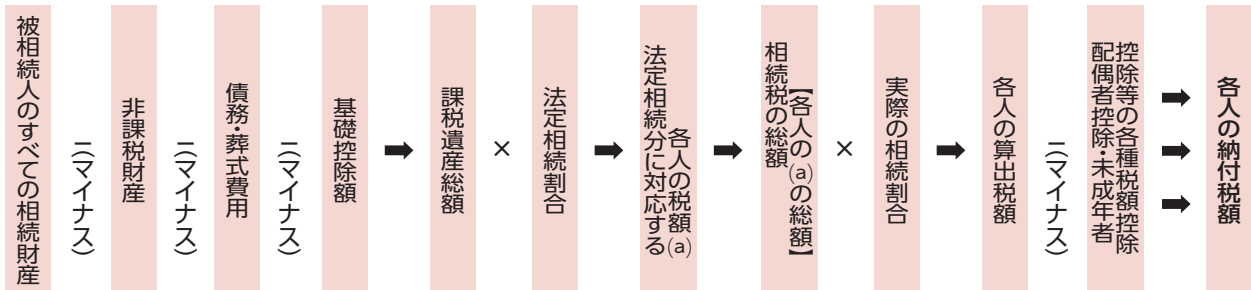 被相続人のすべての相続財産
－(マイナス)
非課税財産
－(マイナス)
債務・葬式費用
－(マイナス)
基礎控除額
➡
課税遺産総額
×
法定相続割合
➡
法定相続分に対応する
各人の税額(a)
➡
相続税の総額
【各人の(a)の総額】
×
実際の相続割合
➡
各人の算出税額
－(マイナス)
配偶者控除・未成年者
控除等の各種税額控除
➡
➡
➡
各人の納付税額